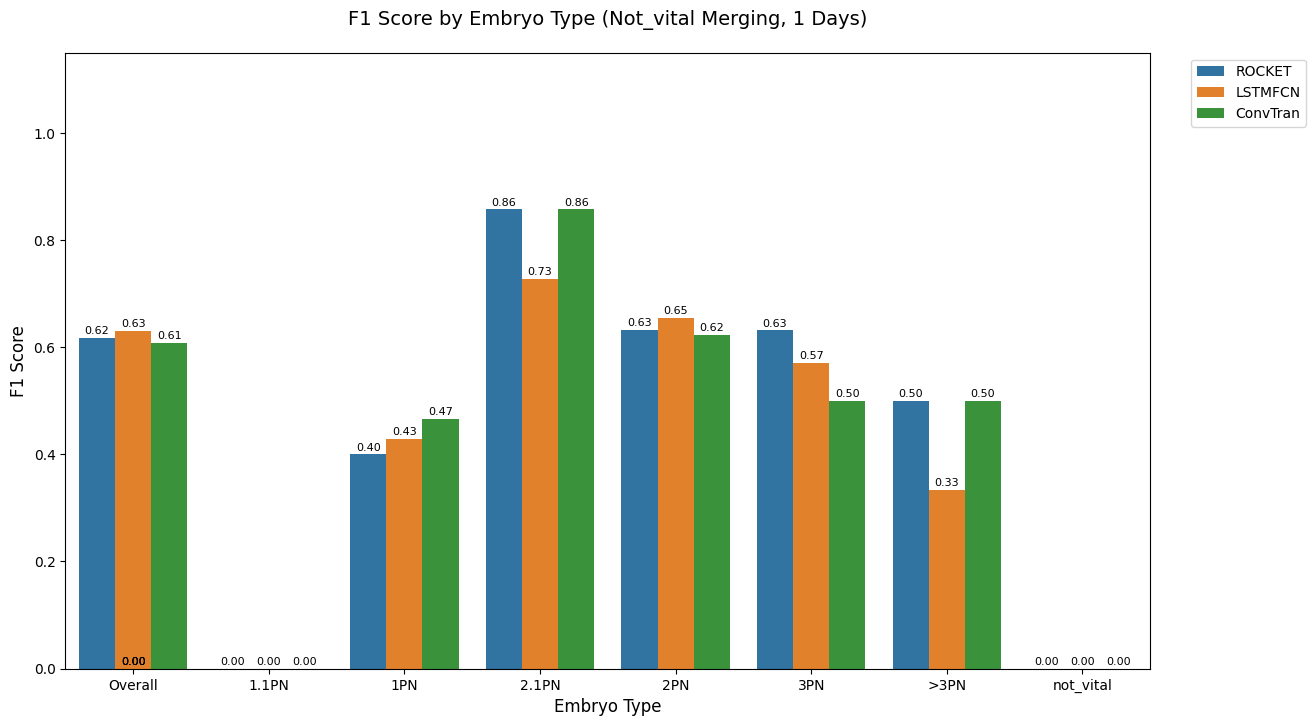 F1 Score by Embryo Type (Not_vital Merging, 1 Days)
ROCKET
LSTMFCN
ConvTran
F1 Score
1.0
0.8
0.6
0.4
0.2
0.0
0.62
0.63
0.61
0.00
0.00
0.00
0.00
0.40
0.43
0.47
0.86
0.73
0.86
0.63
0.65
0.62
0.63
0.57
0.50
0.50
0.33
0.50
0.00
0.00
0.00
Overall
1.1PN
1PN
2.1PN
2PN
3PN
>3PN
not_vital
Embryo Type